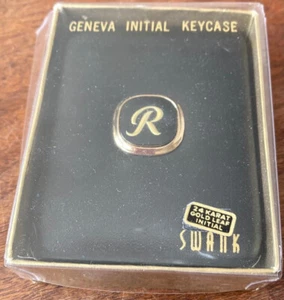 GENEVA INITIAL KEYCASE
R
24 KARAT
GOLD LEAF
INITIAL
SWANK